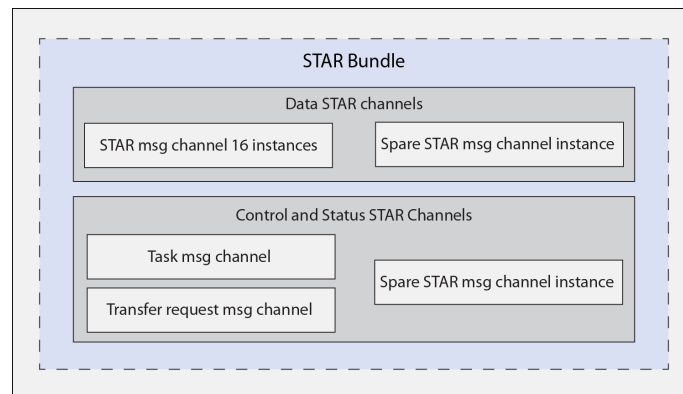 STAR Bundle
Data STAR channels
STAR msg channel 16 instances
Spare STAR msg channel instance
Control and Status STAR Channels
Task msg channel
Spare STAR msg channel instance
Transfer request msg channel